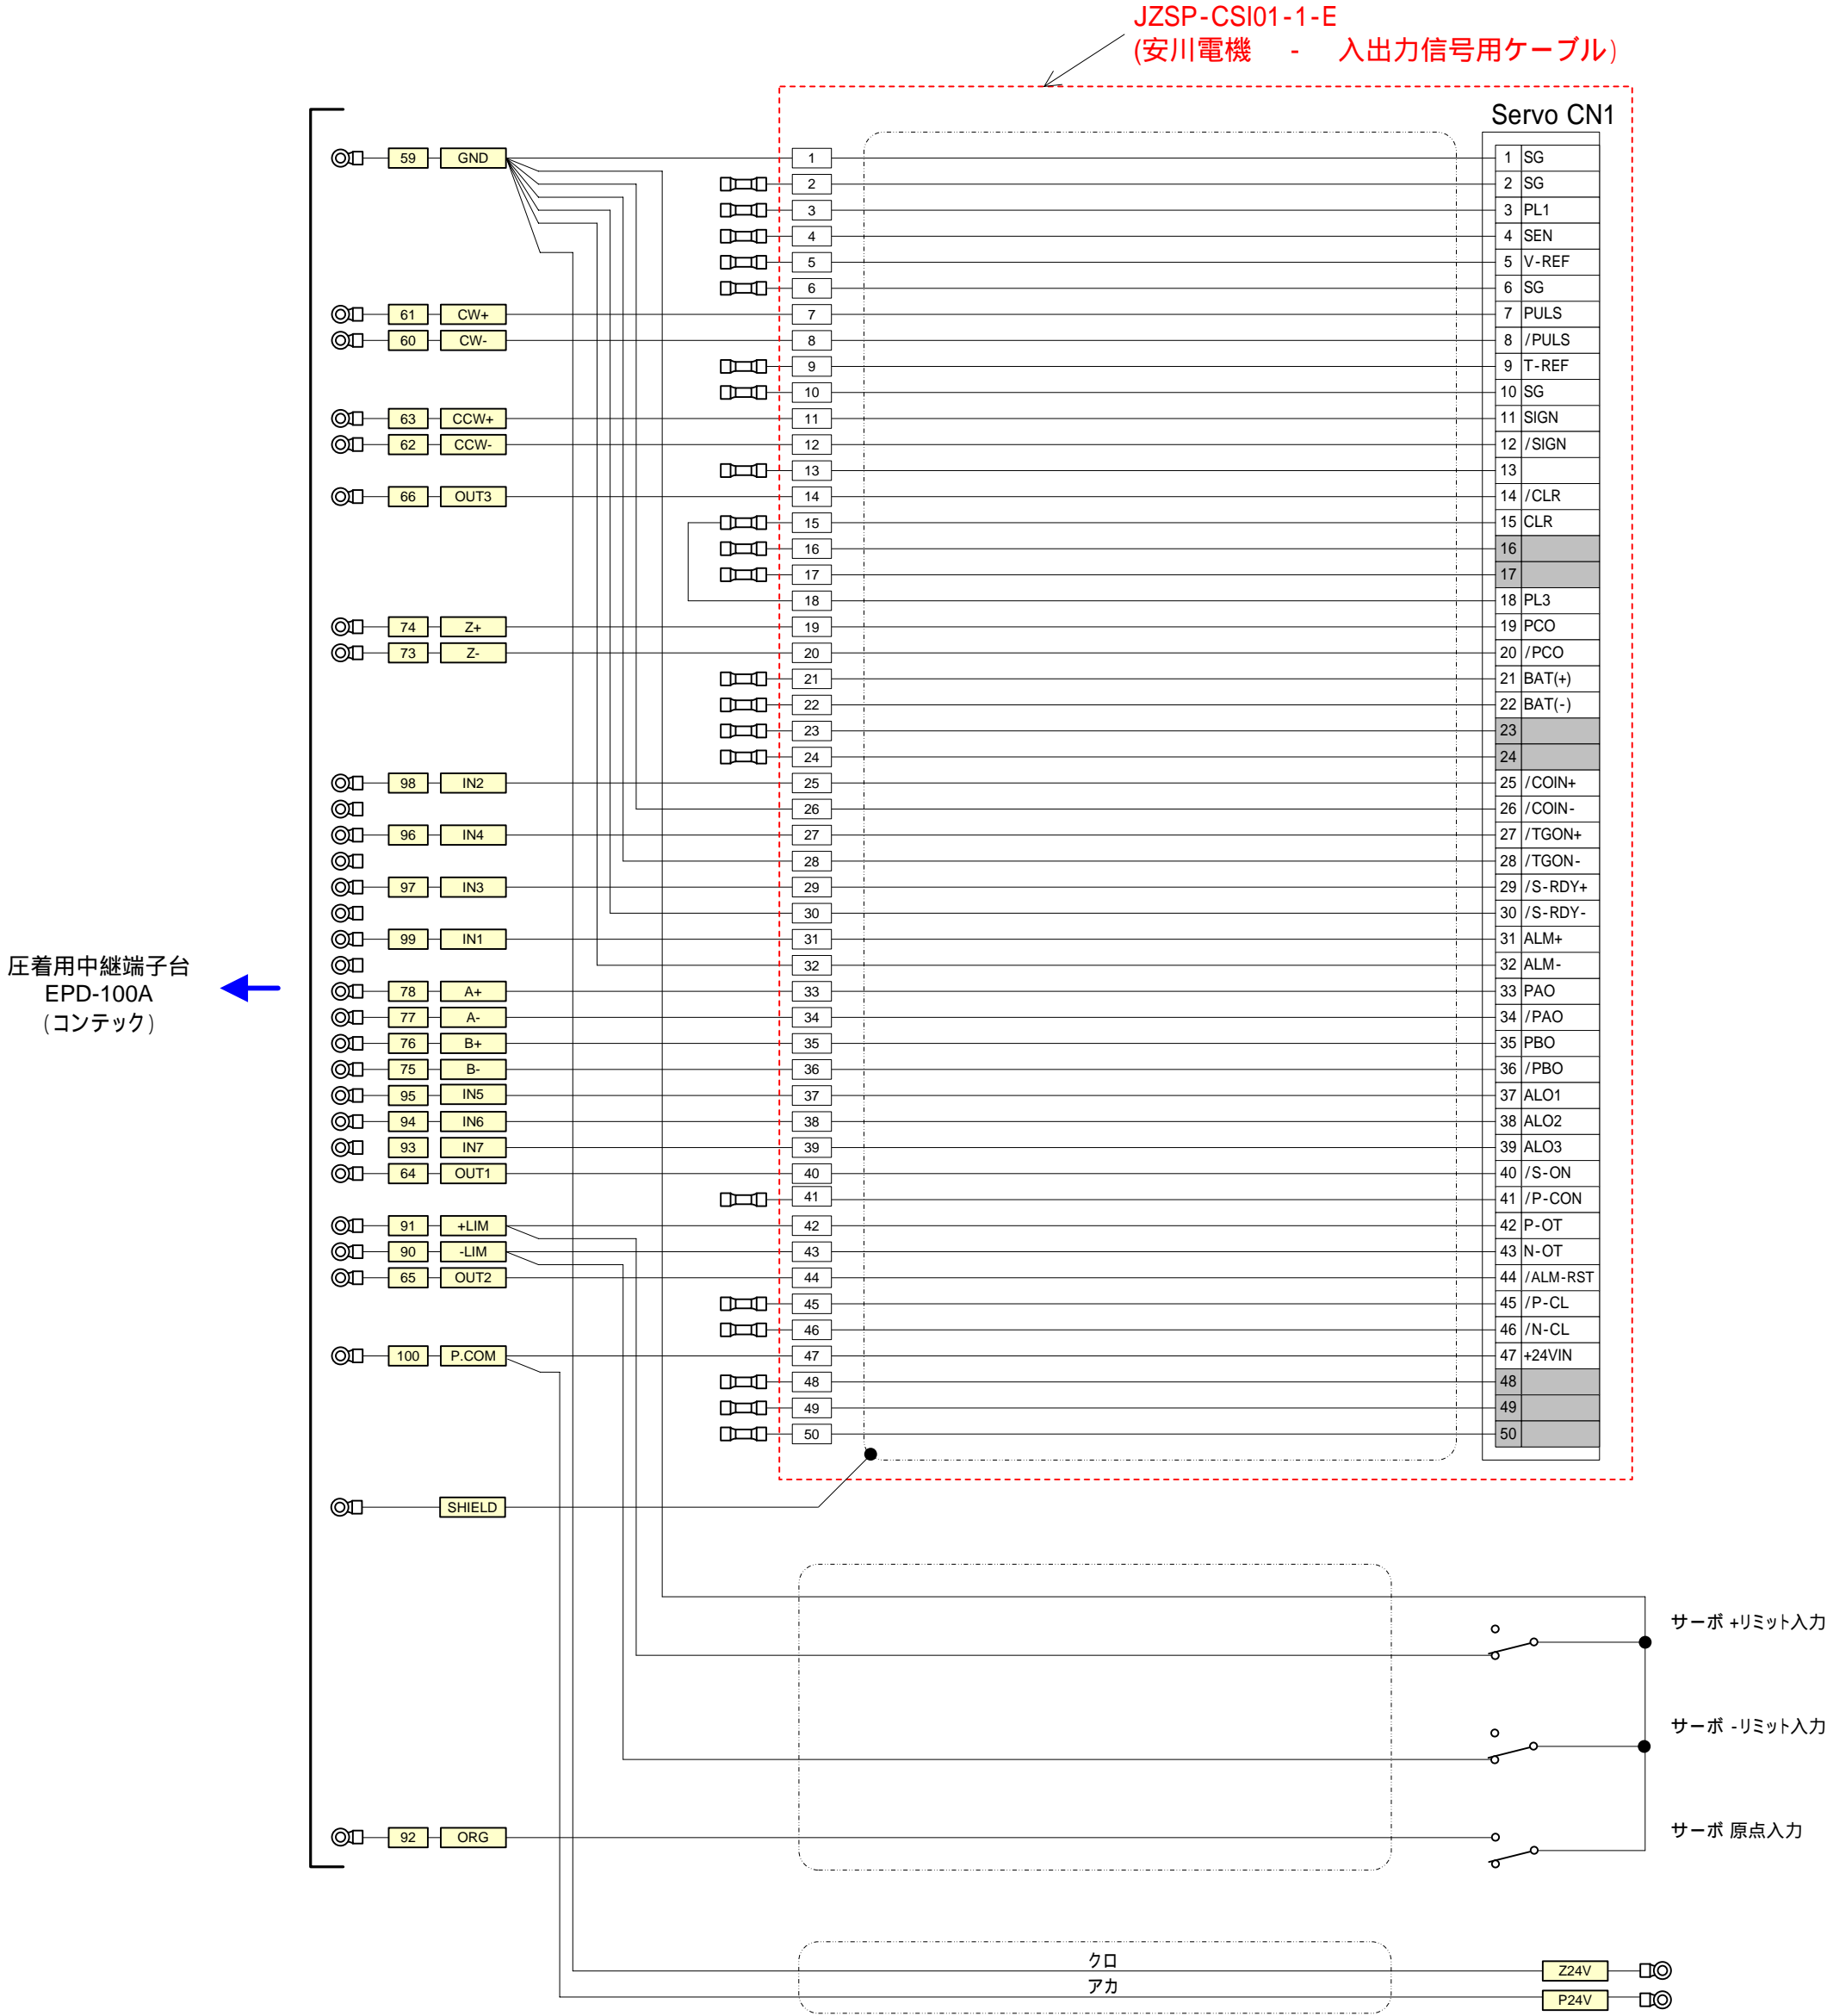 JZSP-CSI01-1-E
(安川電機 - 入出力信号用ケーブル)
Servo CN1
59 GND 1 1 SG
2 2 SG
3 3 PL1
4 4 SEN
5 5 V-REF
6 6 SG
61 CW+ 7 7 PULS
60 CW- 8 8 /PULS
9 9 T-REF
10 10 SG
63 CCW+ 11 11 SIGN
62 CCW- 12 12 /SIGN
13 13
66 OUT3 14 14 /CLR
15 15 CLR
16 16
17 17
18 18 PL3
74 Z+ 19 19 PCO
73 Z- 20 20 /PCO
21 21 BAT(+)
22 22 BAT(-)
23 23
24 24
98 IN2 25 25 /COIN+
26 26 /COIN-
96 IN4 27 27 /TGON+
28 28 /TGON-
97 IN3 29 29 /S-RDY+
30 30 /S-RDY-
99 IN1 31 31 ALM+
32 32 ALM-
圧着用中継端子台
EPD-100A
(コンテック)
78 A+ 33 33 PAO
77 A- 34 34 /PAO
76 B+ 35 35 PBO
75 B- 36 36 /PBO
95 IN5 37 37 ALO1
94 IN6 38 38 ALO2
93 IN7 39 39 ALO3
64 OUT1 40 40 /S-ON
41 41 /P-CON
91 +LIM 42 42 P-OT
90 -LIM 43 43 N-OT
65 OUT2 44 44 /ALM-RST
45 45 /P-CL
46 46 /N-CL
100 P.COM 47 47 +24VIN
48 48
49 49
50 50
SHIELD
サーボ +リミット入力
サーボ -リミット入力
92 ORG サーボ 原点入力
クロ Z24V
アカ P24V